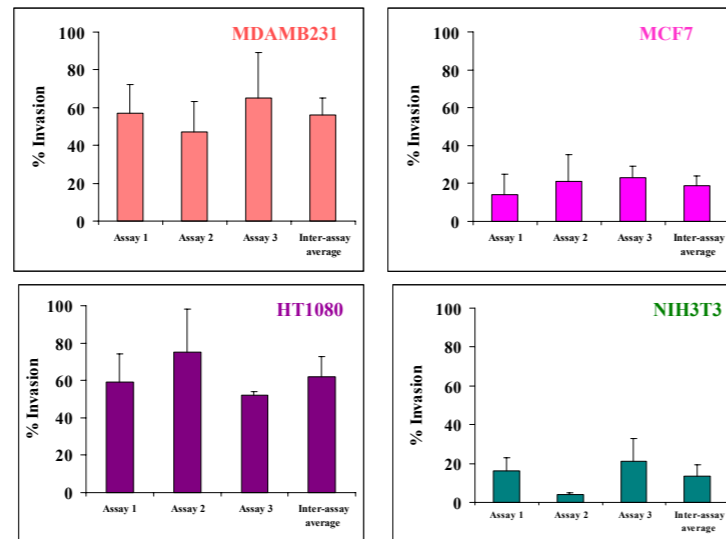 MDAMB231
% Invasion
100
80
60
40
20
0
Assay 1
Assay 2
Assay 3
Inter-assay
average
MCF7
% Invasion
100
80
60
40
20
0
Assay 1
Assay 2
Assay 3
Inter-assay
average
HT1080
% Invasion
100
80
60
40
20
0
Assay 1
Assay 2
Assay 3
Inter-assay
average
NIH3T3
% Invasion
100
80
60
40
20
0
Assay 1
Assay 2
Assay 3
Inter-assay
average